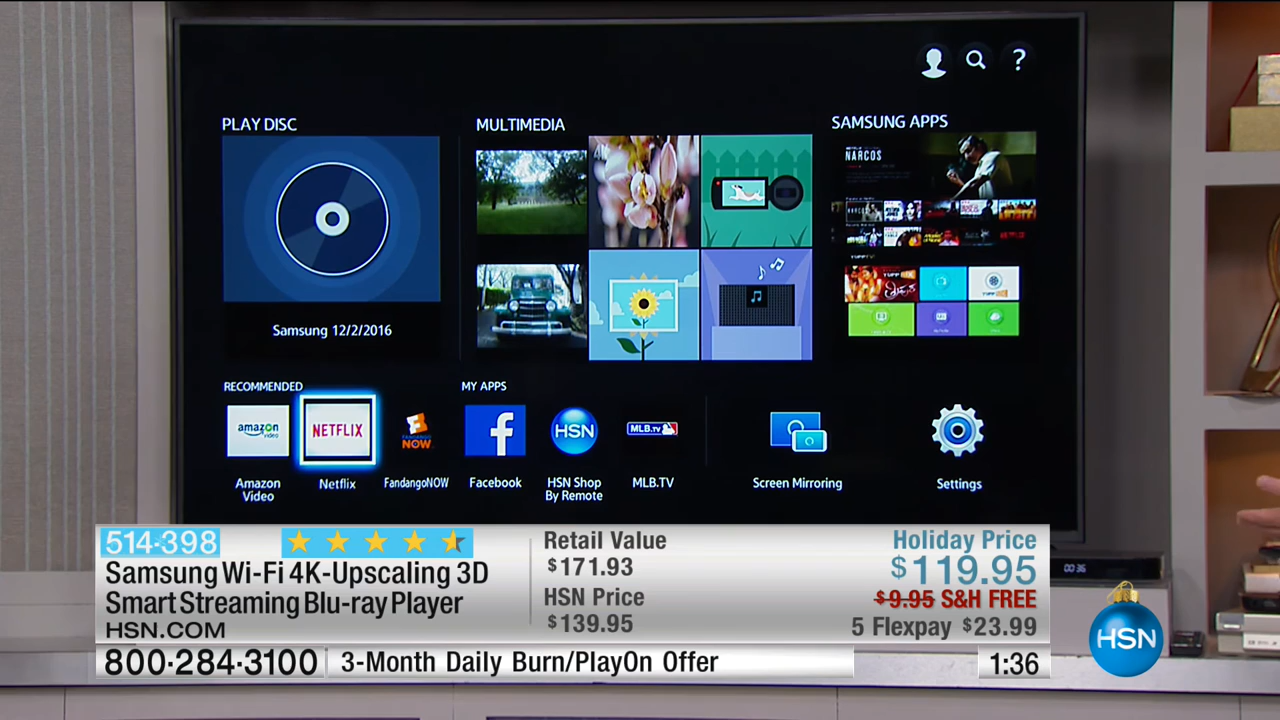 ?
PLAY DISC
MULTIMEDIA
SAMSUNG APPS
NARCOS
Samsung 12/2/2016
RECOMMENDED
MY APPS
amazon
video
NETFLIX
FANDANGO
NOW
HSN
MLB.TV
Amazon
Video
Netflix
FandangoNOW
Facebook
HSN Shop
By Remote
MLB.TV
Screen Mirroring
Settings
514-398
Samsung Wi-Fi 4K-Upscaling 3D
Smart Streaming Blu-ray Player
HSN.COM
Retail Value
$171.93
HSN Price
$139.95
Holiday Price
$119.95
$9.95 S&H FREE
5 Flexpay $23.99
00:36
HSN
800·284·3100
3-Month Daily Burn/PlayOn Offer
1:36